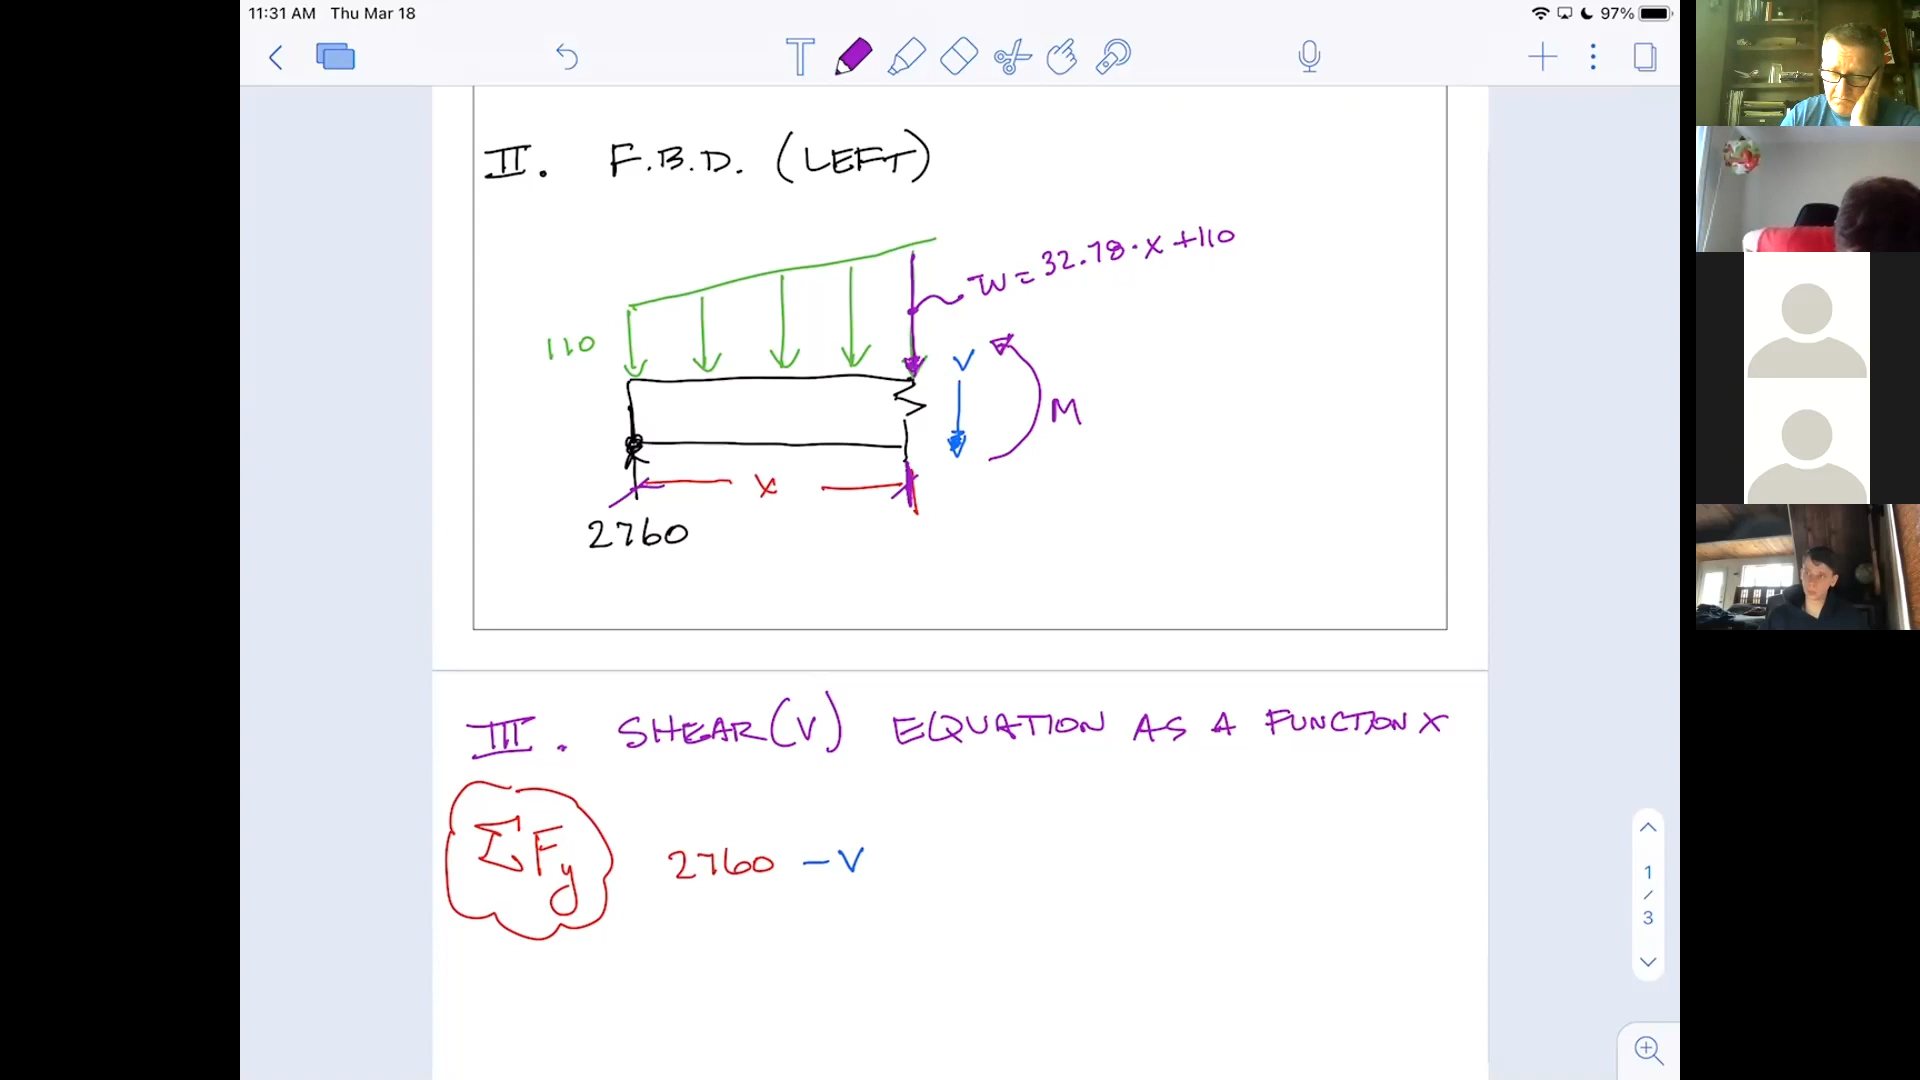 11:31 AM Thu Mar 18
97%
T
II. F.B.D. (LEFT)
W = 32.78·x +110
110
V
M
x
2760
III. SHEAR(V) EQUATION AS A FUNCTION X
ΣFy 2760 - V
1
/
3